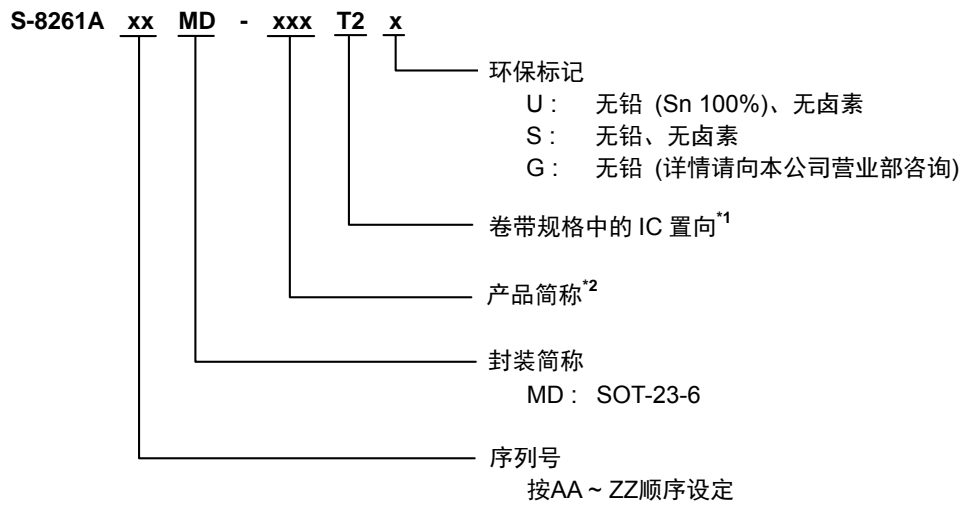 S-8261A xx MD - xxx T2 x
环保标记
U : 无铅 (Sn 100%)、无卤素
S : 无铅、无卤素
G : 无铅 (详情请向本公司营业部咨询)
卷带规格中的 IC 置向*1
产品简称*2
封装简称
MD : SOT-23-6
序列号
按AA ~ ZZ顺序设定